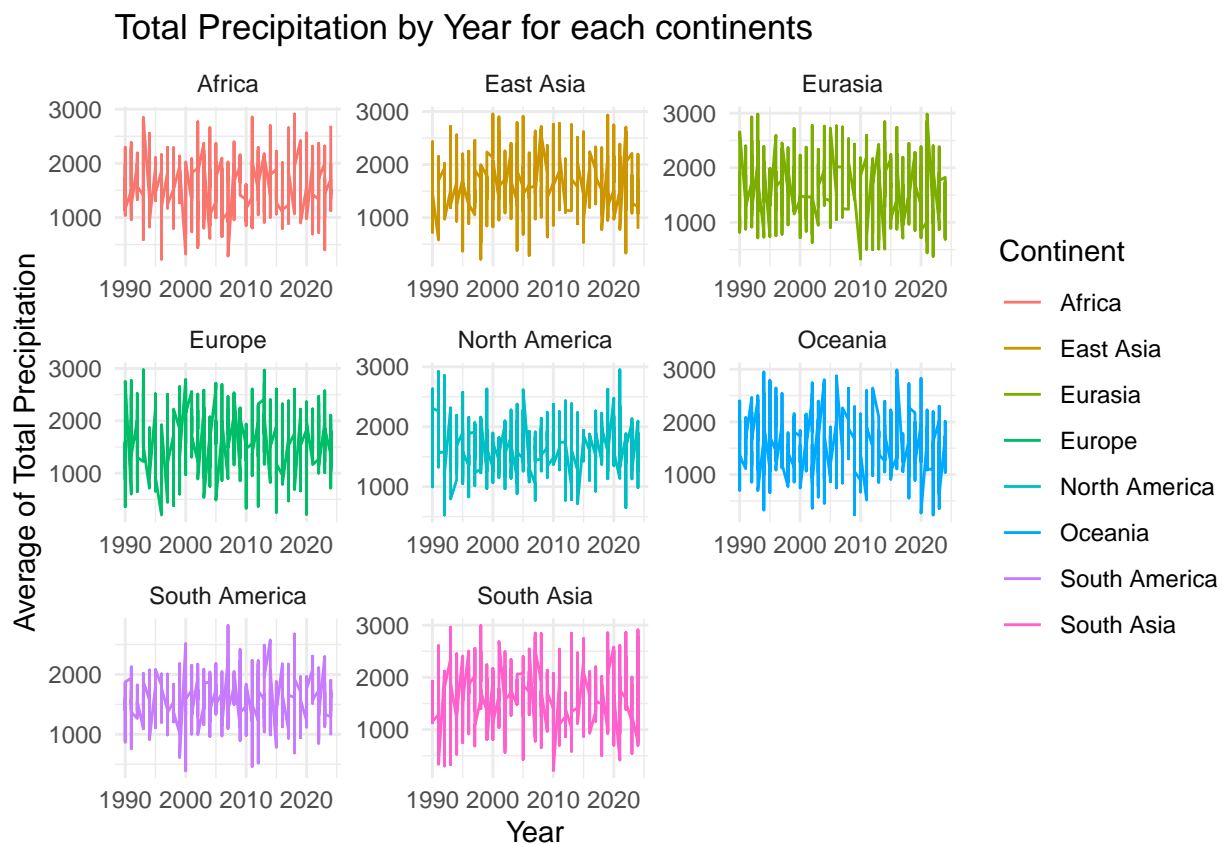 Total Precipitation by Year for each continents
Africa
East Asia
Eurasia
3000
2000
1000
1990 2000 2010 2020
3000
2000
1000
1990 2000 2010 2020
3000
2000
1000
1990 2000 2010 2020
Europe
North America
Oceania
3000
2000
1000
1990 2000 2010 2020
3000
2000
1000
1990 2000 2010 2020
3000
2000
1000
1990 2000 2010 2020
South America
South Asia
2000
1000
1990 2000 2010 2020
3000
2000
1000
1990 2000 2010 2020
Year
Average of Total Precipitation
Continent
Africa
East Asia
Eurasia
Europe
North America
Oceania
South America
South Asia